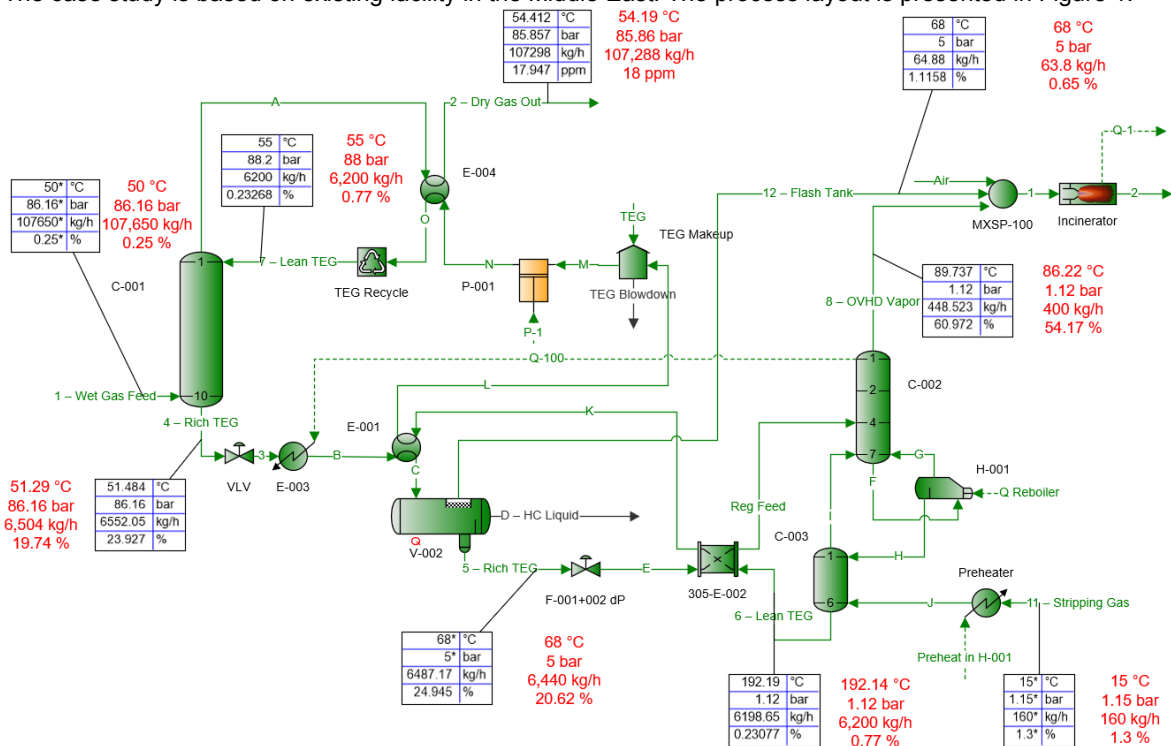 The case study is based on existing facility in the Middle East. The process layout is presented in Figure 1.
54.412 °C
85.857 bar
107298 kg/h
17.947 ppm
54.19 °C
85.86 bar
107,288 kg/h
18 ppm
68 °C
5 bar
64.88 kg/h
1.1158 %
68 °C
5 bar
63.8 kg/h
0.65 %
A
2 – Dry Gas Out
Q-1
55 °C
88.2 bar
6200 kg/h
0.23268 %
55 °C
88 bar
6,200 kg/h
0.77 %
E-004
12 – Flash Tank
Air
1
2
MXSP-100
Incinerator
50* °C
86.16* bar
107650* kg/h
0.25* %
50 °C
86.16 bar
107,650 kg/h
0.25 %
O
TEG
TEG Makeup
C-001
1
7 – Lean TEG
TEG Recycle
N
P-001
M
TEG Blowdown
P-1
89.737 °C
1.12 bar
448.523 kg/h
60.972 %
86.22 °C
1.12 bar
400 kg/h
54.17 %
8 – OVHD Vapor
Q-100
1
2
4
7
C-002
1 – Wet Gas Feed
10
4 – Rich TEG
L
K
E-001
VLV
3
E-003
B
C
G
F
H-001
Q Reboiler
51.29 °C
86.16 bar
6,504 kg/h
19.74 %
51.484 °C
86.16 bar
6552.05 kg/h
23.927 %
Reg Feed
I
D – HC Liquid
Q
V-002
C-003
1
H
5 – Rich TEG
E
F-001+002 dP
305-E-002
6 – Lean TEG
6
J
Preheater
11 – Stripping Gas
Preheat in H-001
68* °C
5* bar
6487.17 kg/h
24.945 %
68 °C
5 bar
6,440 kg/h
20.62 %
192.19 °C
1.12 bar
6198.65 kg/h
0.23077 %
192.14 °C
1.12 bar
6,200 kg/h
0.77 %
15* °C
1.15* bar
160* kg/h
1.3* %
15 °C
1.15 bar
160 kg/h
1.3 %